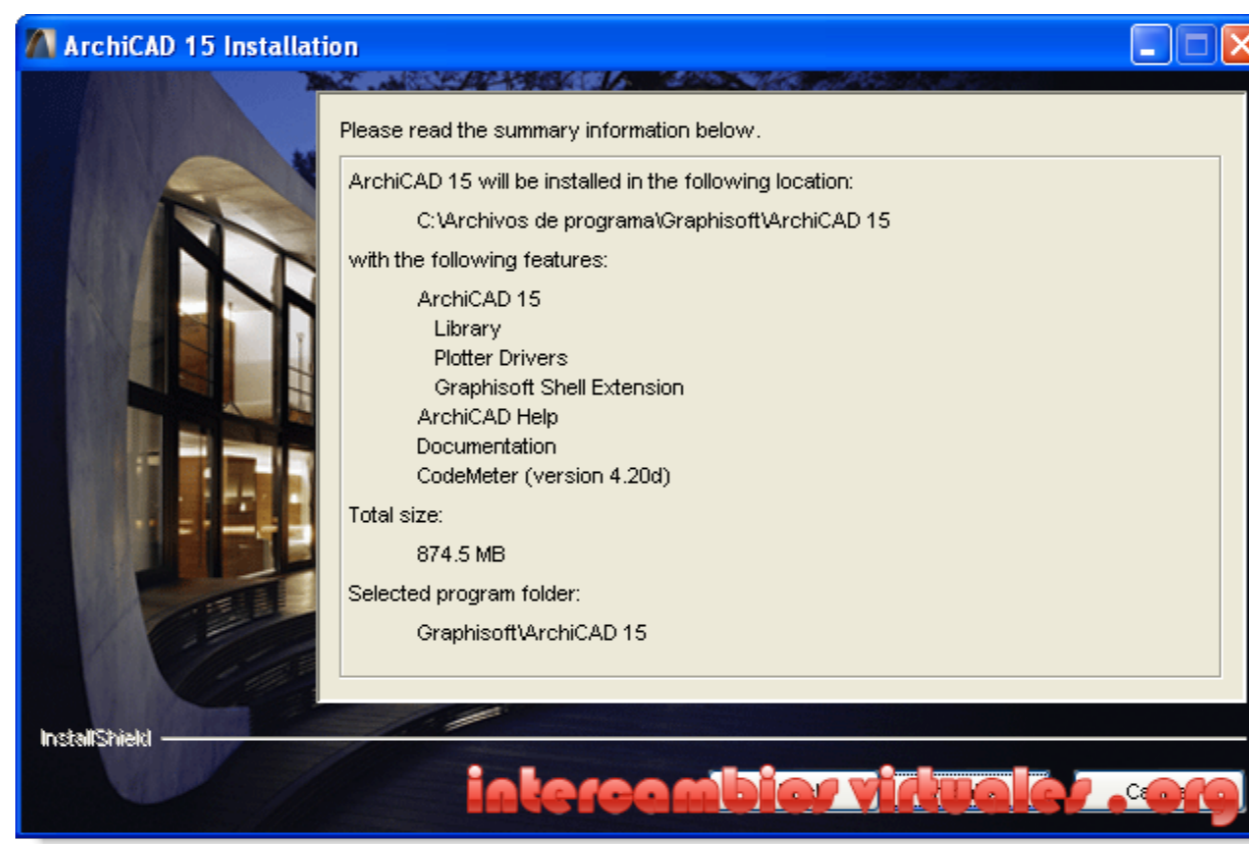 ArchiCAD 15 Installation
Please read the summary information below.
ArchiCAD 15 will be installed in the following location:
C:\Archivos de programa\Graphisoft\ArchiCAD 15
with the following features:
ArchiCAD 15
Library
Plotter Drivers
Graphisoft Shell Extension
ArchiCAD Help
Documentation
CodeMeter (version 4.20d)
Total size:
874.5 MB
Selected program folder:
Graphisoft\ArchiCAD 15
InstallShield
intercambios virtuales . org